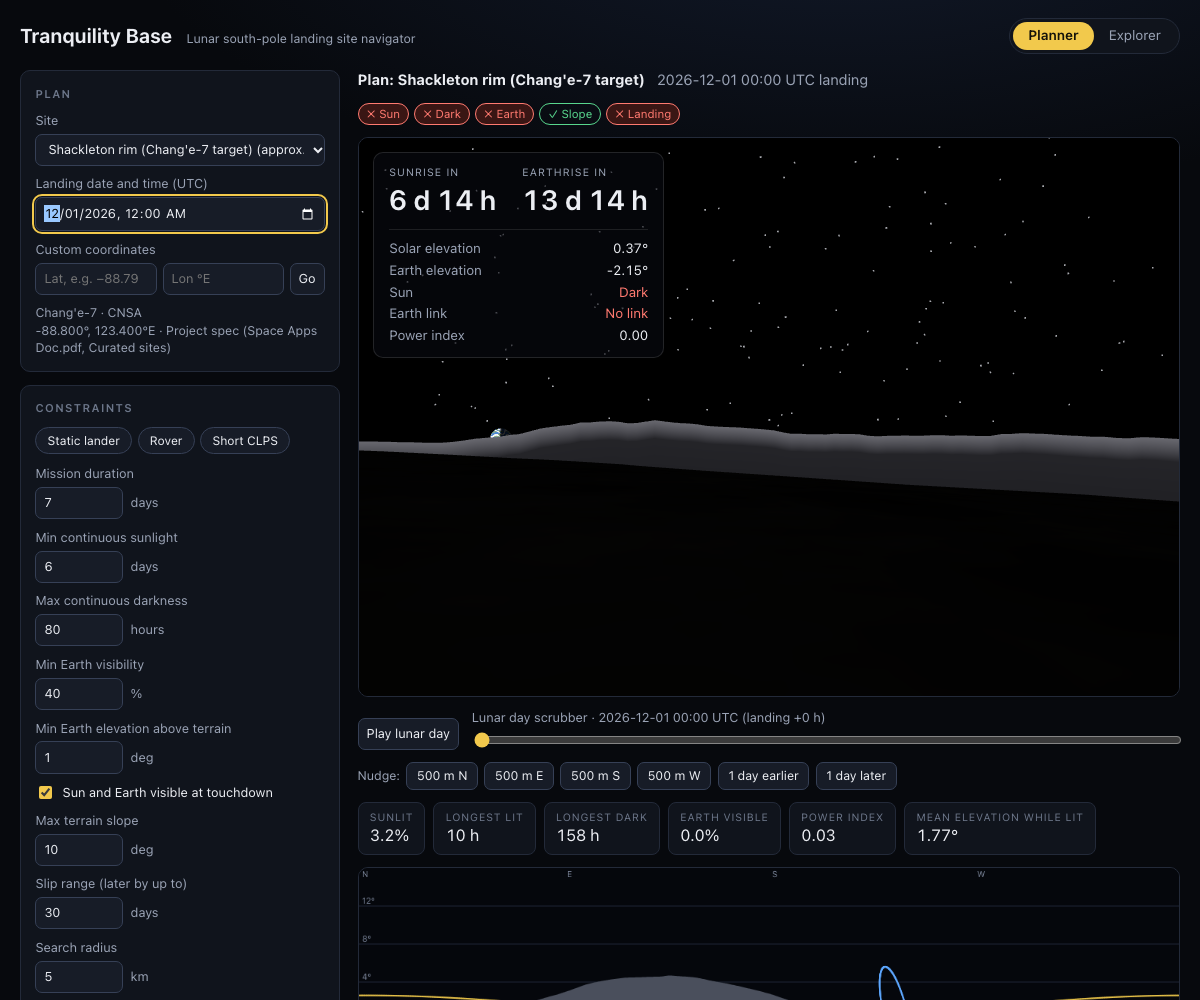 Tranquility Base Lunar south-pole landing site navigator
Planner Explorer
PLAN
Site
Shackleton rim (Chang'e-7 target) (approx.
Landing date and time (UTC)
12/01/2026, 12:00 AM
Custom coordinates
Lat, e.g. −88.79 Lon °E Go
Chang'e-7 · CNSA
-88.800°, 123.400°E · Project spec (Space Apps
Doc.pdf, Curated sites)
CONSTRAINTS
Static lander Rover Short CLPS
Mission duration
7 days
Min continuous sunlight
6 days
Max continuous darkness
80 hours
Min Earth visibility
40 %
Min Earth elevation above terrain
1 deg
Sun and Earth visible at touchdown
Max terrain slope
10 deg
Slip range (later by up to)
30 days
Search radius
5 km
Plan: Shackleton rim (Chang'e-7 target) 2026-12-01 00:00 UTC landing
✕ Sun ✕ Dark ✕ Earth ✓ Slope ✕ Landing
SUNRISE IN EARTHRISE IN
6 d 14 h 13 d 14 h
Solar elevation 0.37°
Earth elevation -2.15°
Sun Dark
Earth link No link
Power index 0.00
Play lunar day
Lunar day scrubber · 2026-12-01 00:00 UTC (landing +0 h)
Nudge: 500 m N 500 m E 500 m S 500 m W 1 day earlier 1 day later
SUNLIT LONGEST LIT LONGEST DARK EARTH VISIBLE POWER INDEX MEAN ELEVATION WHILE LIT
3.2% 10 h 158 h 0.0% 0.03 1.77°
N E S W
12°
8°
4°